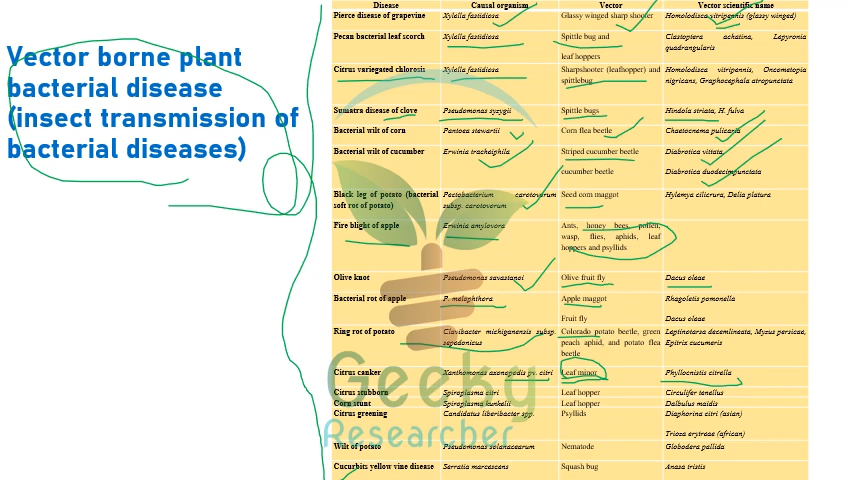 Vector borne plant
bacterial disease
(insect transmission of
bacterial diseases)
Disease Causal organism Vector Vector scientific name
Pierce disease of grapevine Xylella fastidiosa Glassy winged sharp shooter Homolodisca vitripennis (glassy winged)
Pecan bacterial leaf scorch Xylella fastidiosa Spittle bug and Clastoptera achatina, Lepyronia
quadrangularis
leaf hoppers
Citrus variegated chlorosis Xylella fastidiosa Sharpshooter (leafhopper) and Homolodisca vitripennis, Oncometopia
spittlebug nigricans, Graphocephala atropunctata
Sumatra disease of clove Pseudomonas syzygii Spittle bugs Hindola striata, H. fulva
Bacterial wilt of corn Pantoea stewartii Corn flea beetle Chaetocnema pulicaria
Bacterial wilt of cucumber Erwinia tracheiphila Striped cucumber beetle Diabrotica vittata
cucumber beetle Diabrotica duodecimpunctata
Black leg of potato (bacterial Pectobacterium carotovorum Seed corn maggot Hylemya cilicrura, Delia platura
soft rot of potato) subsp. carotovorum
Fire blight of apple Erwinia amylovora Ants, honey bees, pollen,
wasp, flies, aphids, leaf
hoppers and psyllids
Olive knot Pseudomonas savastanoi Olive fruit fly Dacus oleae
Bacterial rot of apple P. melophthora Apple maggot Rhagoletis pomonella
Fruit fly Dacus oleae
Ring rot of potato Clavibacter michiganensis subsp. Colorado potato beetle, green Leptinotarsa decemlineata, Myzus persicae,
sepedonicus peach aphid, and potato flea Epitrix cucumeris
beetle
Citrus canker Xanthomonas axonopodis pv. citri Leaf minor Phyllocnistis citrella
Citrus stubborn Spiroplasma citri Leaf hopper Circulifer tenellus
Corn stunt Spiroplasma kunkelii Leaf hopper Dalbulus maidis
Citrus greening Candidatus liberibacter spp. Psyllids Diaphorina citri (asian)
Trioza erytreae (african)
Wilt of potato Pseudomonas solanacearum Nematode Globodera pallida
Cucurbits yellow vine disease Serratia marcescens Squash bug Anasa tristis
Geeky
Researcher